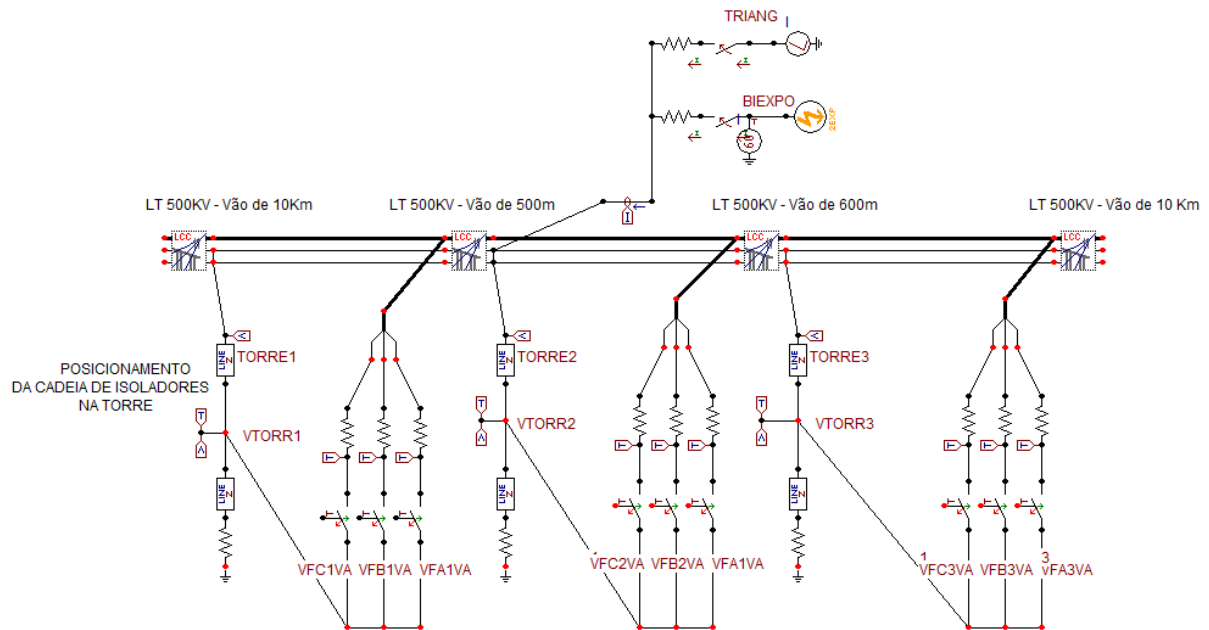 TRIANG
I
BIEXPO
I
T
2EXP
60
I
LT 500KV - Vão de 10Km
LT 500KV - Vão de 500m
LT 500KV - Vão de 600m
LT 500KV - Vão de 10 Km
LCC
LCC
LCC
LCC
V
V
V
LINE
Z
TORRE1
LINE
Z
TORRE2
LINE
Z
TORRE3
POSICIONAMENTO
DA CADEIA DE ISOLADORES
NA TORRE
T
V
VTORR1
T
V
VTORR2
T
V
VTORR3
T
T
T
T
T
T
T
T
T
LINE
Z
LINE
Z
LINE
Z
T
T
T
T
T
T
T
T
T
VFC1VA
VFB1VA
VFA1VA
VFC2VA
VFB2VA
VFA1VA
1
VFC3VA
VFB3VA
3
VFA3VA